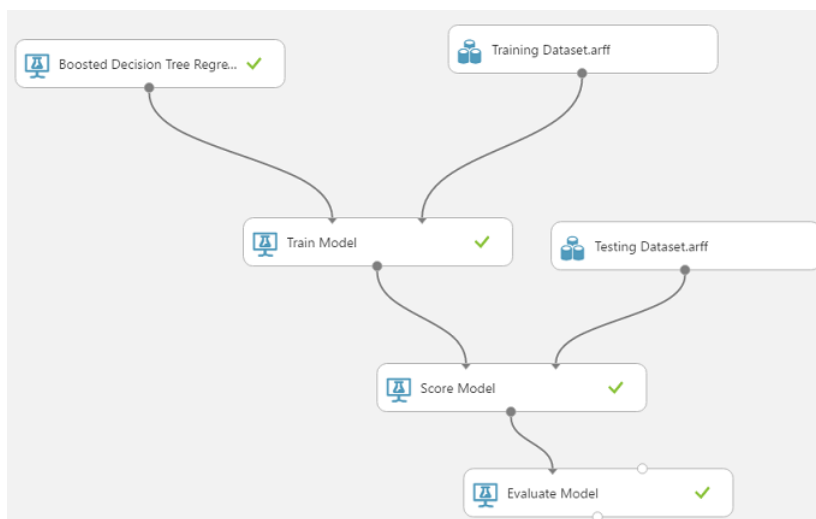 Boosted Decision Tree Regre...
Training Dataset.arff
Train Model
Testing Dataset.arff
Score Model
Evaluate Model